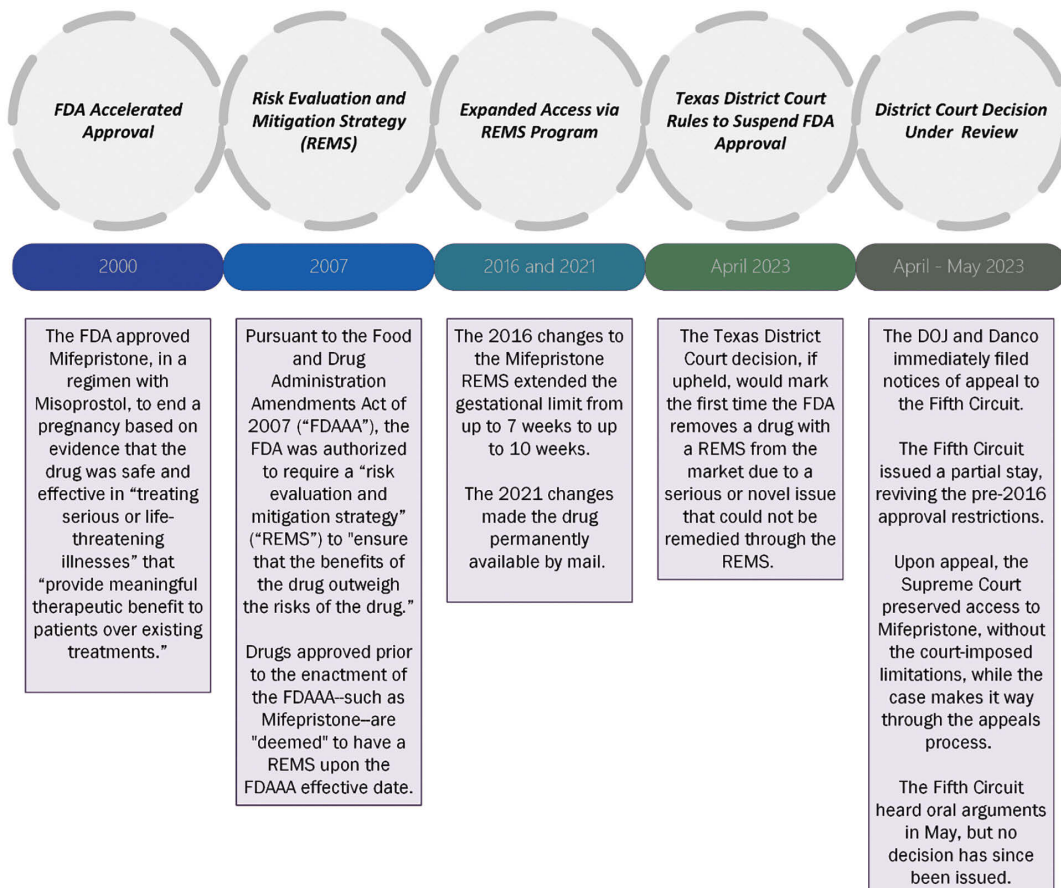 FDA Accelerated
Approval
Risk Evaluation and
Mitigation Strategy
(REMS)
Expanded Access via
REMS Program
Texas District Court
Rules to Suspend FDA
Approval
District Court Decision
Under Review
2000
2007
2016 and 2021
April 2023
April - May 2023
The FDA approved
Mifepristone, in a
regimen with
Misoprostol, to end a
pregnancy based on
evidence that the
drug was safe and
effective in “treating
serious or life-
threatening
illnesses” that
“provide meaningful
therapeutic benefit to
patients over existing
treatments.”
Pursuant to the Food
and Drug
Administration
Amendments Act of
2007 (“FDAAA”), the
FDA was authorized
to require a “risk
evaluation and
mitigation strategy”
(“REMS”) to "ensure
that the benefits of
the drug outweigh
the risks of the drug.”
Drugs approved prior
to the enactment of
the FDAAA--such as
Mifepristone--are
"deemed" to have a
REMS upon the
FDAAA effective date.
The 2016 changes to
the Mifepristone
REMS extended the
gestational limit from
up to 7 weeks to up
to 10 weeks.
The 2021 changes
made the drug
permanently
available by mail.
The Texas District
Court decision, if
upheld, would mark
the first time the FDA
removes a drug with
a REMS from the
market due to a
serious or novel issue
that could not be
remedied through the
REMS.
The DOJ and Danco
immediately filed
notices of appeal to
the Fifth Circuit.
The Fifth Circuit
issued a partial stay,
reviving the pre-2016
approval restrictions.
Upon appeal, the
Supreme Court
preserved access to
Mifepristone, without
the court-imposed
limitations, while the
case makes it way
through the appeals
process.
The Fifth Circuit
heard oral arguments
in May, but no
decision has since
been issued.